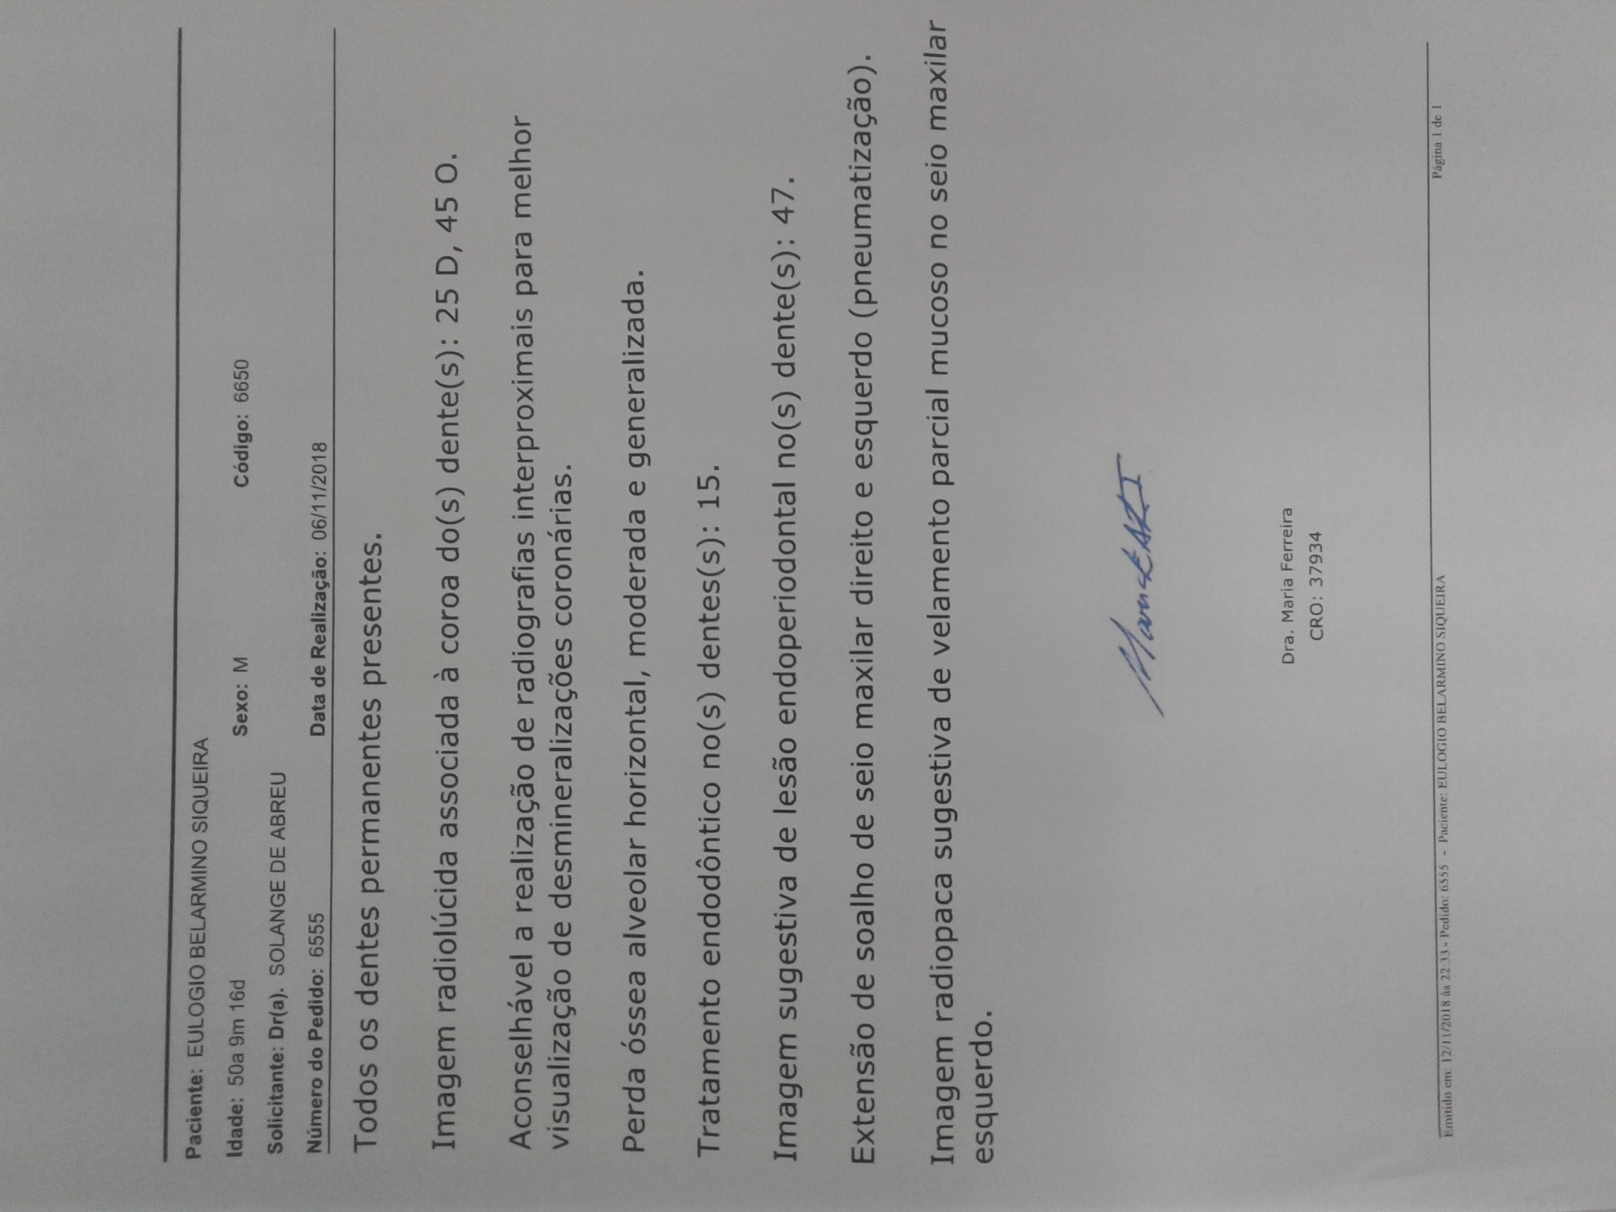 Paciente: EULOGIO BELARMINO SIQUEIRA
Idade: 50a 9m 16d Sexo: M Código: 6650
Solicitante: Dr(a). SOLANGE DE ABREU
Número do Pedido: 6555 Data de Realização: 06/11/2018
Todos os dentes permanentes presentes.
Imagem radiolúcida associada à coroa do(s) dente(s): 25 D, 45 O.
Aconselhável a realização de radiografias interproximais para melhor
visualização de desmineralizações coronárias.
Perda óssea alveolar horizontal, moderada e generalizada.
Tratamento endodôntico no(s) dentes(s): 15.
Imagem sugestiva de lesão endoperiodontal no(s) dente(s): 47.
Extensão de soalho de seio maxilar direito e esquerdo (pneumatização).
Imagem radiopaca sugestiva de velamento parcial mucoso no seio maxilar
esquerdo.
Dra. Maria Ferreira
CRO: 37934
Emitido em: 12/11/2018 às 22:33 - Pedido: 6555 - Paciente: EULOGIO BELARMINO SIQUEIRA Página 1 de 1